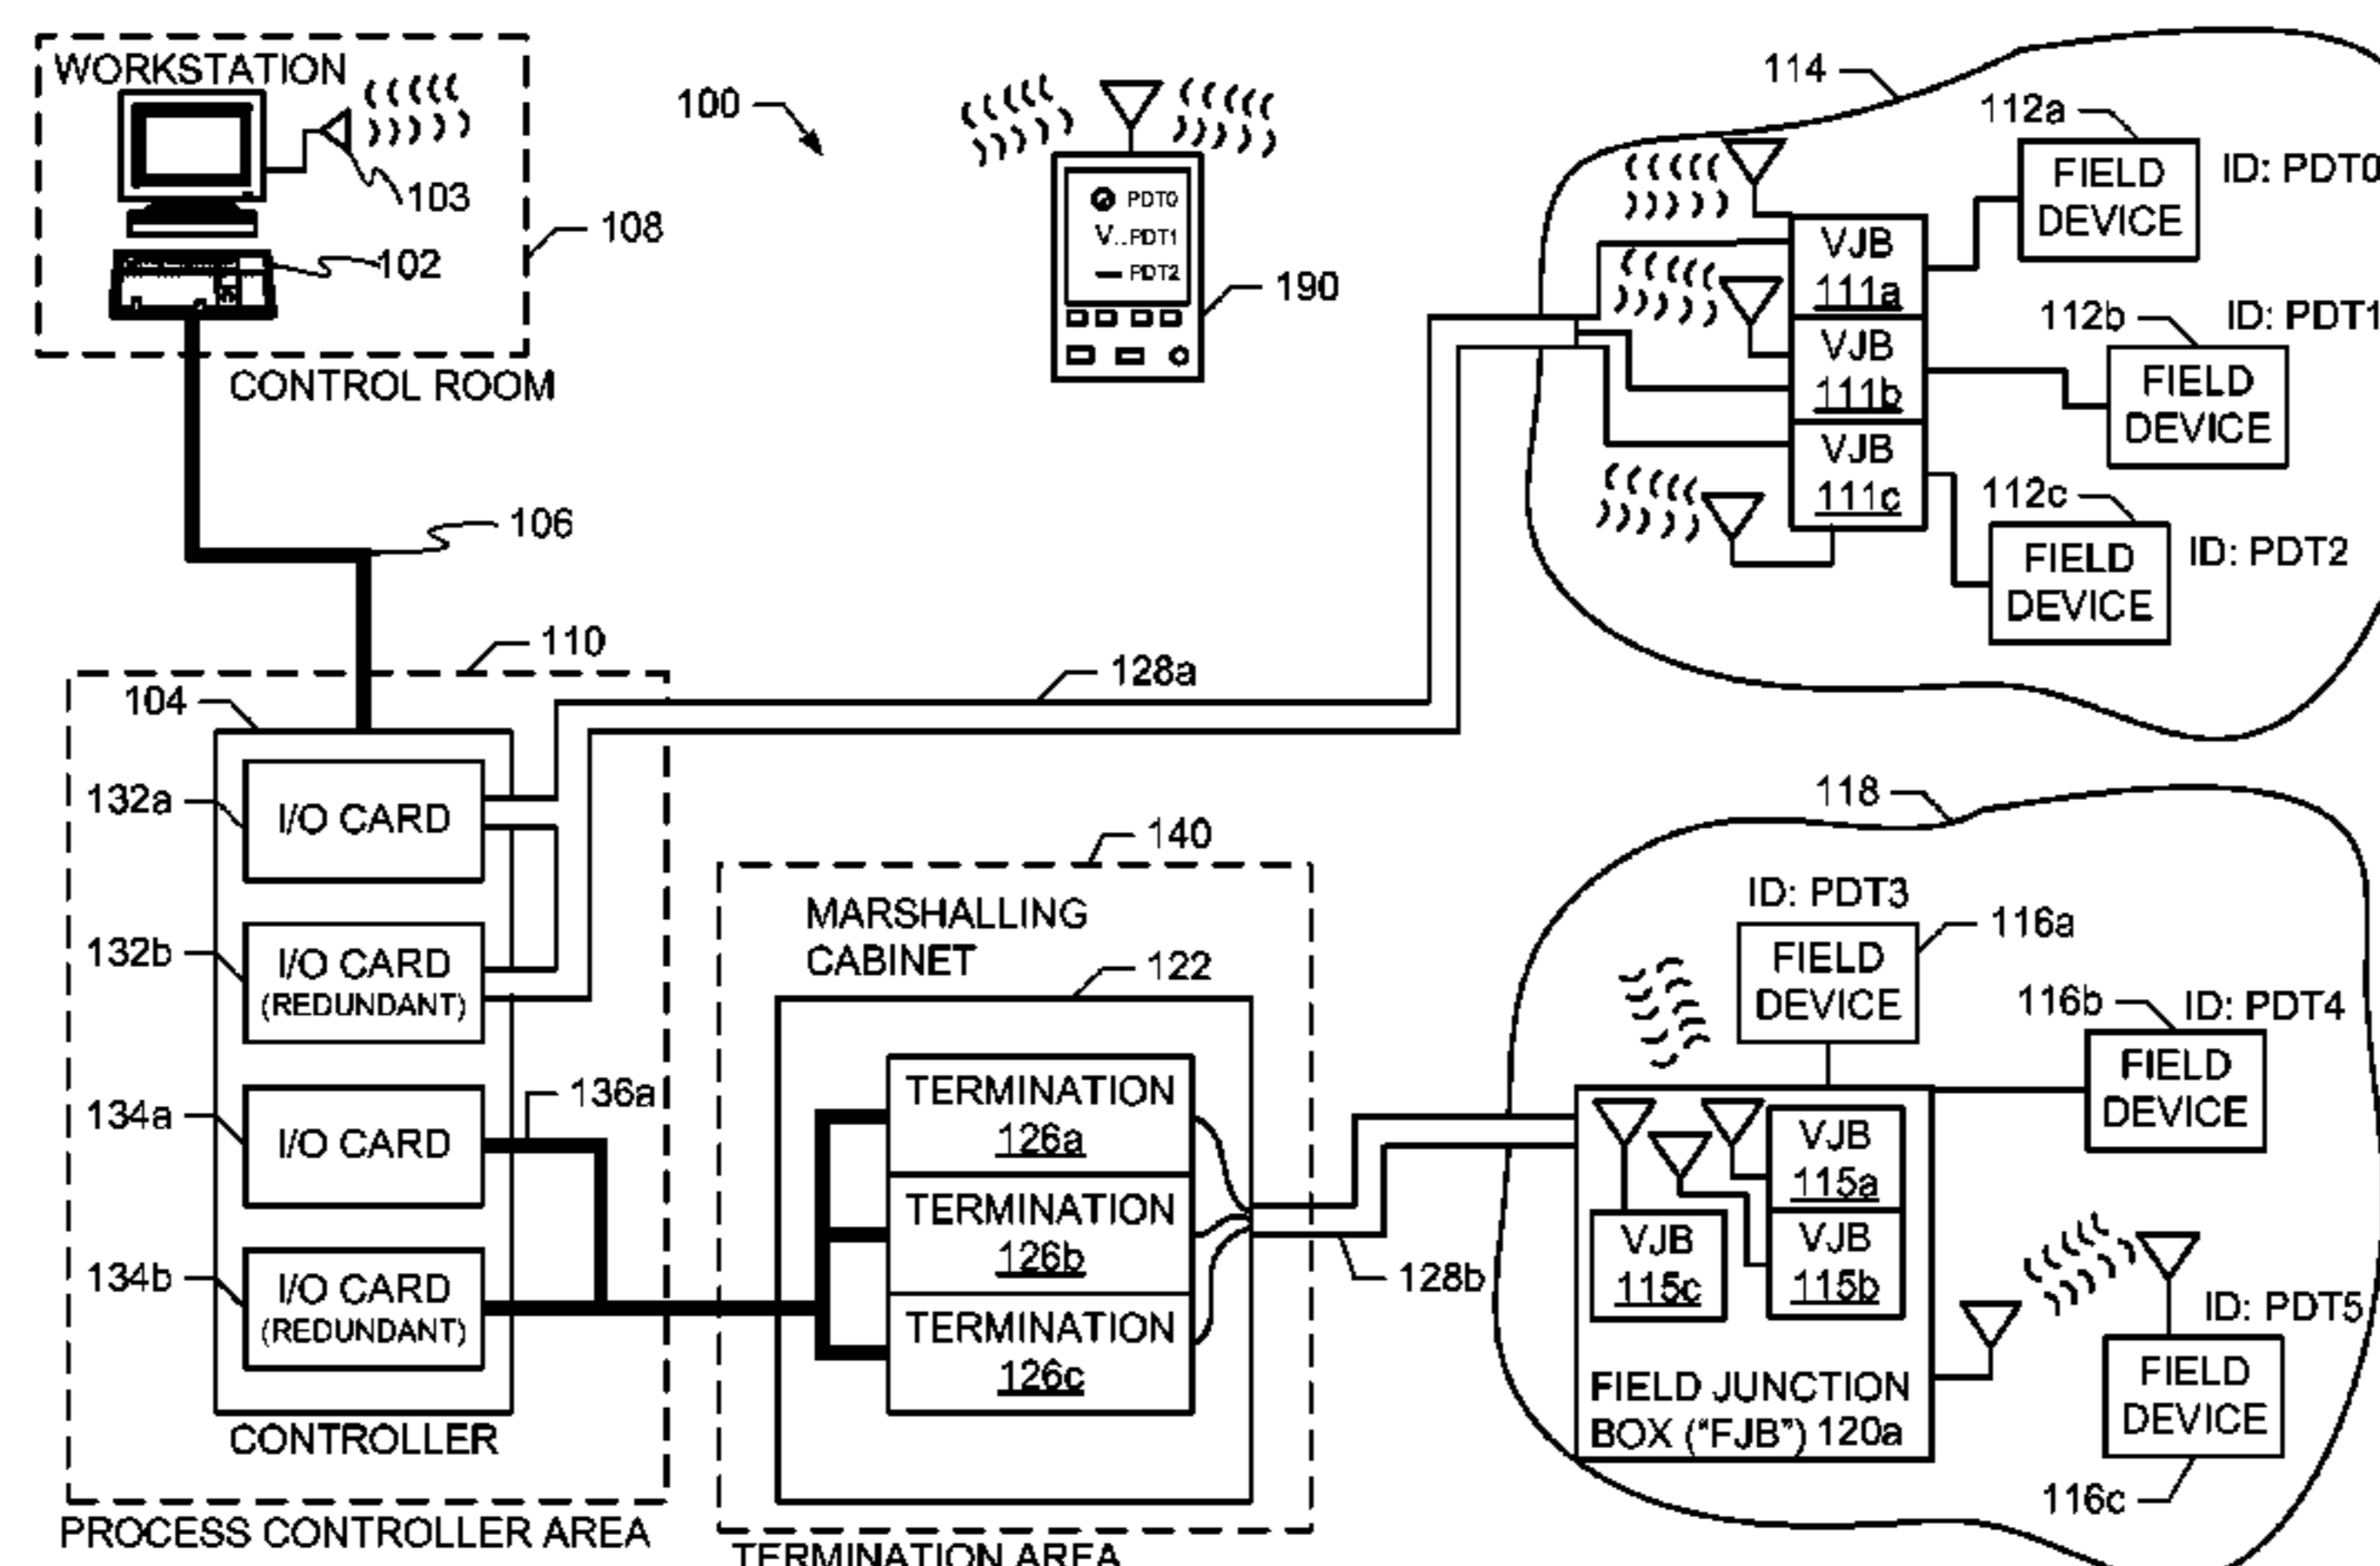 WORKSTATION
103
102
108
CONTROL ROOM
100
PDT0
V..PDT1
PDT2
190
114
112a
FIELD
DEVICE
ID: PDT0
VJB
111a
112b
ID: PDT1
VJB
111b
FIELD
DEVICE
VJB
111c
112c
FIELD
DEVICE
ID: PDT2
106
110
104
128a
132a
I/O CARD
132b
I/O CARD
(REDUNDANT)
134a
I/O CARD
136a
134b
I/O CARD
(REDUNDANT)
CONTROLLER
PROCESS CONTROLLER AREA
140
MARSHALLING
CABINET
122
TERMINATION
126a
TERMINATION
126b
TERMINATION
126c
TERMINATION AREA
128b
118
ID: PDT3
116a
FIELD
DEVICE
116b
ID: PDT4
FIELD
DEVICE
VJB
115a
VJB
115c
VJB
115b
FIELD JUNCTION
BOX ("FJB") 120a
ID: PDT5
FIELD
DEVICE
116c